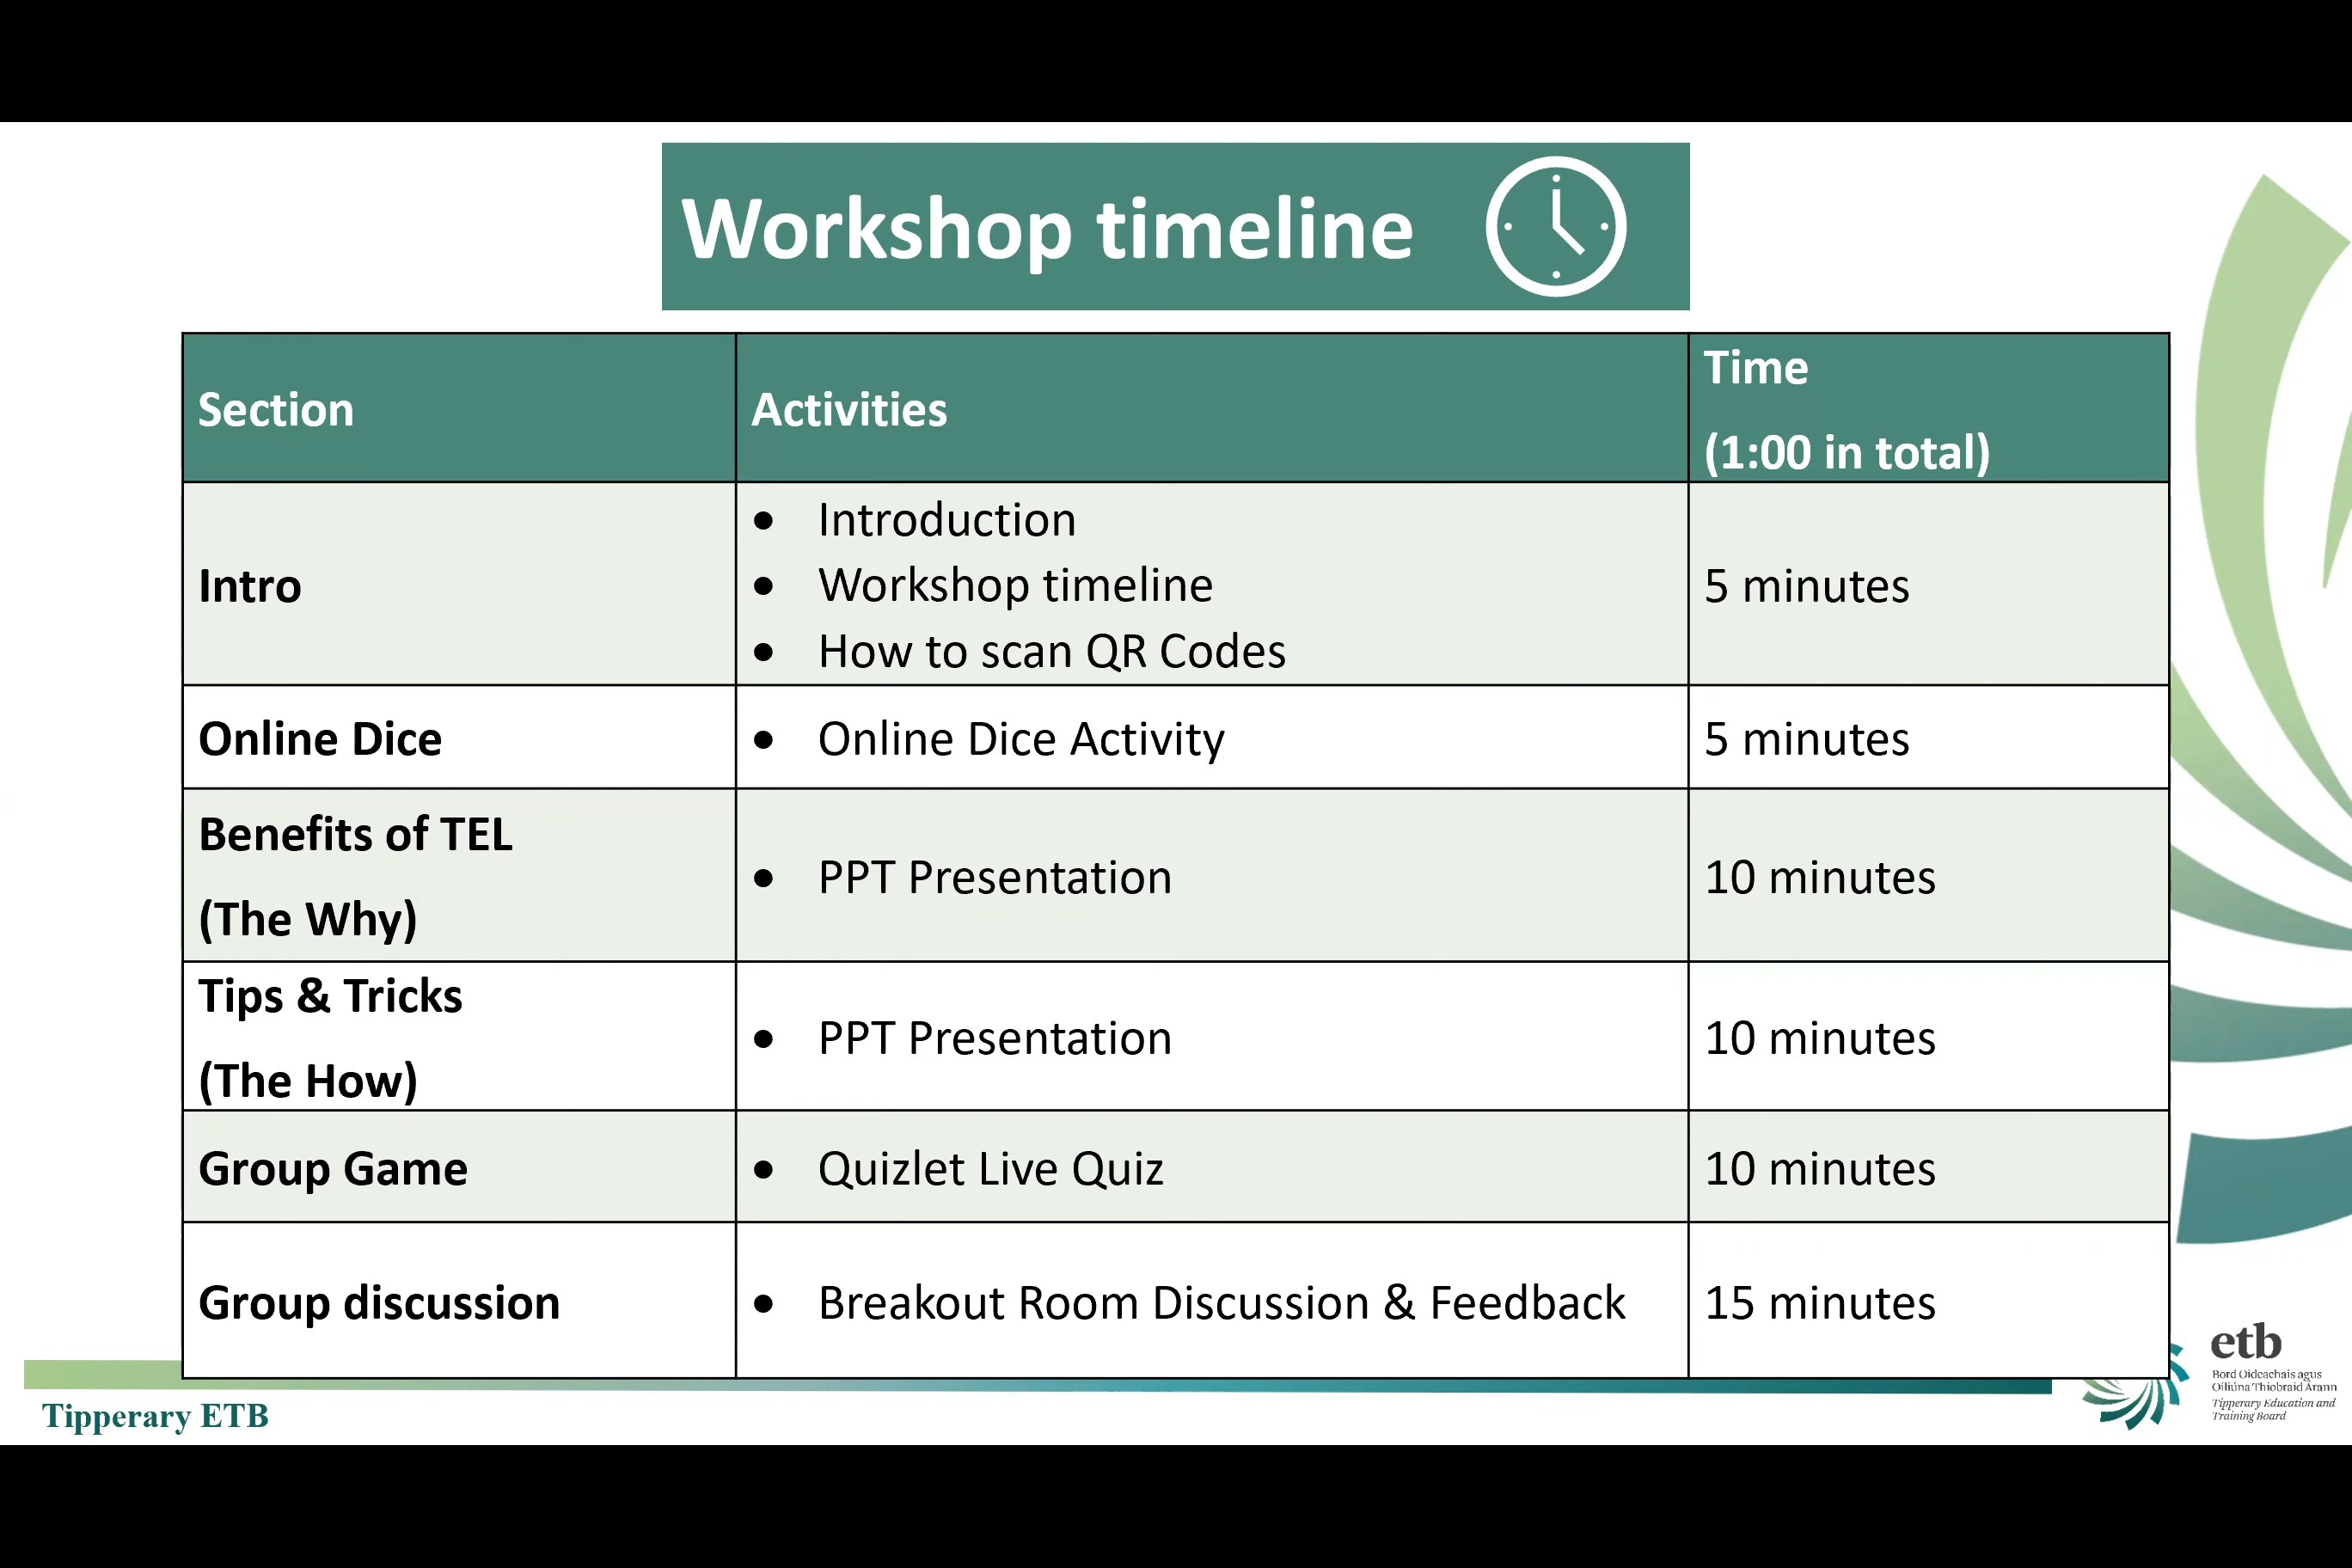 Workshop timeline
Section
Activities
Time
(1:00 in total)
Intro
• Introduction
• Workshop timeline
• How to scan QR Codes
5 minutes
Online Dice
• Online Dice Activity
5 minutes
Benefits of TEL
(The Why)
• PPT Presentation
10 minutes
Tips & Tricks
(The How)
• PPT Presentation
10 minutes
Group Game
• Quizlet Live Quiz
10 minutes
Group discussion
• Breakout Room Discussion & Feedback
15 minutes
Tipperary ETB
etb
Bord Oideachais agus
Oiliúna Thiobraid Árann
Tipperary Education and
Training Board